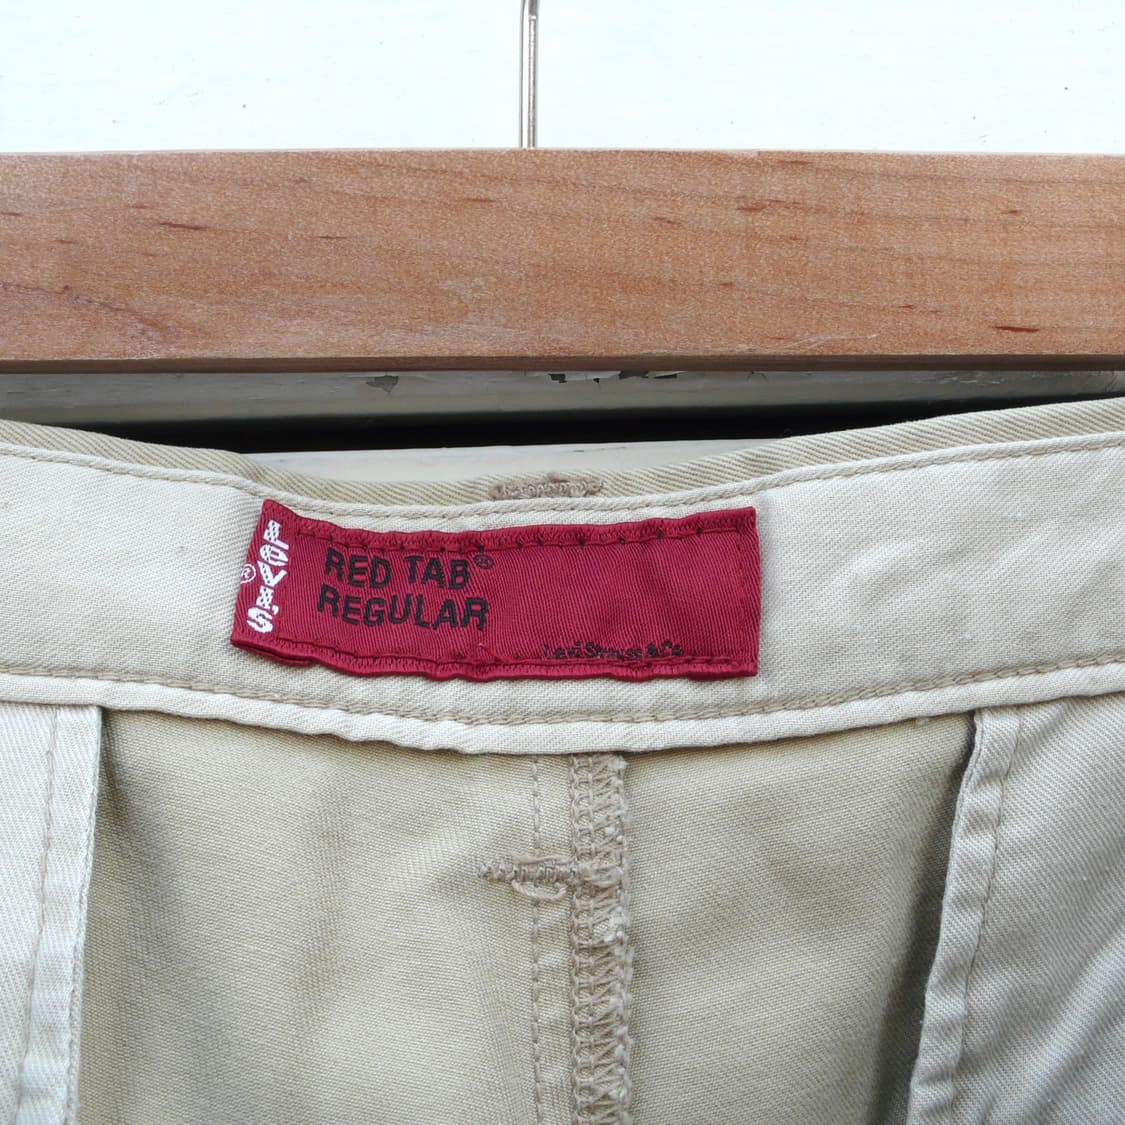 LEVI'S ®
RED TAB®
REGULAR
Levi Strauss & Co